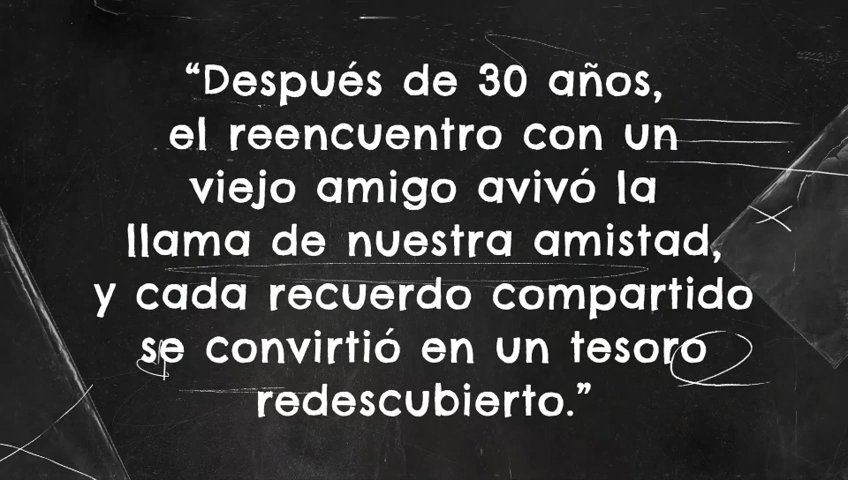 “Después de 30 años,
el reencuentro con un
viejo amigo avivó la
llama de nuestra amistad,
y cada recuerdo compartido
se convirtió en un tesoro
redescubierto.”